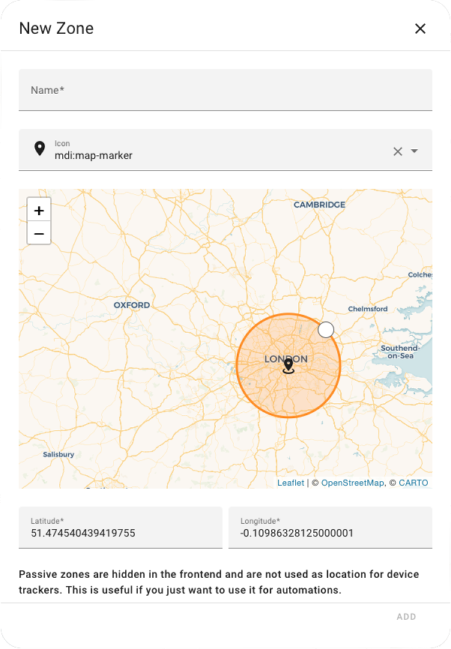 New Zone
Name*
Icon
mdi:map-marker
+
−
CAMBRIDGE
Colche
OXFORD
Chelmsford
Southend
-on-Sea
LONDON
Salisbury
Leaflet | © OpenStreetMap, © CARTO
Latitude*
51.474540439419755
Longitude*
-0.10986328125000001
Passive zones are hidden in the frontend and are not used as location for device
trackers. This is useful if you just want to use it for automations.
ADD